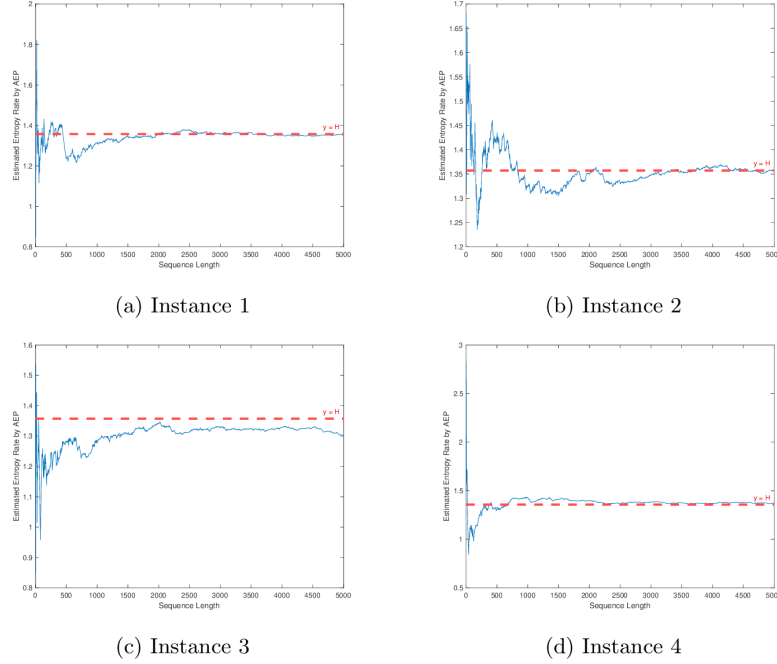 2
1.8
1.6
1.4
1.2
1
0.8
Estimated Entropy Rate by AEP
y = H
0 500 1000 1500 2000 2500 3000 3500 4000 4500 5000
Sequence Length
(a) Instance 1
1.7
1.65
1.6
1.55
1.5
1.45
1.4
1.35
1.3
1.25
1.2
Estimated Entropy Rate by AEP
y = H
0 500 1000 1500 2000 2500 3000 3500 4000 4500 5000
Sequence Length
(b) Instance 2
1.6
1.5
1.4
1.3
1.2
1.1
1
0.9
0.8
Estimated Entropy Rate by AEP
y = H
0 500 1000 1500 2000 2500 3000 3500 4000 4500 5000
Sequence Length
(c) Instance 3
3
2.5
2
1.5
1
0.5
Estimated Entropy Rate by AEP
y = H
0 500 1000 1500 2000 2500 3000 3500 4000 4500 5000
Sequence Length
(d) Instance 4